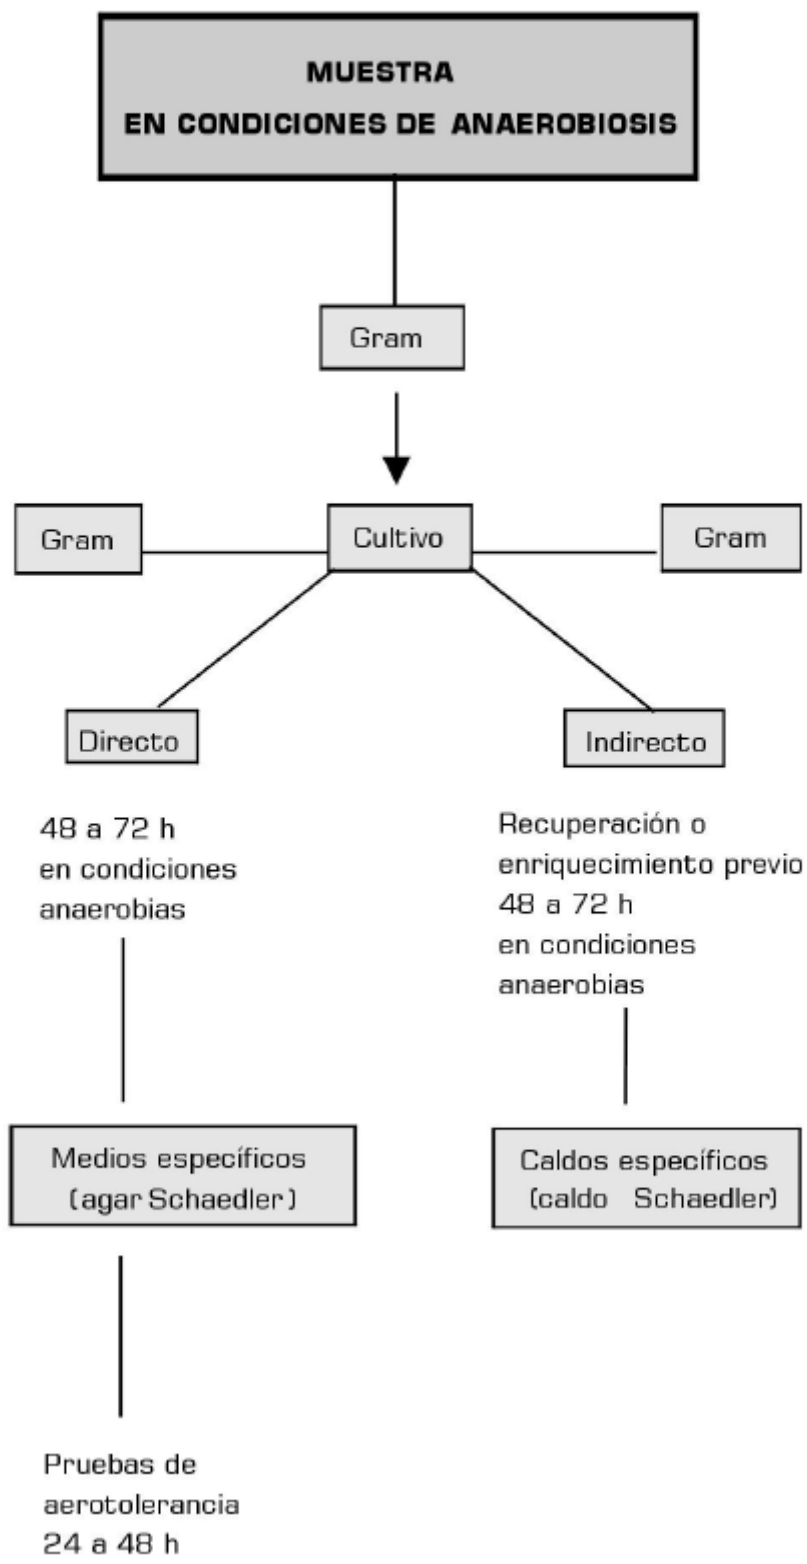 MUESTRA
EN CONDICIONES DE ANAEROBIOSIS
Gram
Gram
Cultivo
Gram
Directo
Indirecto
48 a 72 h
en condiciones
anaerobias
Recuperación o
enriquecimiento previo
48 a 72 h
en condiciones
anaerobias
Medios específicos
(agar Schaedler)
Caldos específicos
(caldo Schaedler)
Pruebas de
aerotolerancia
24 a 48 h